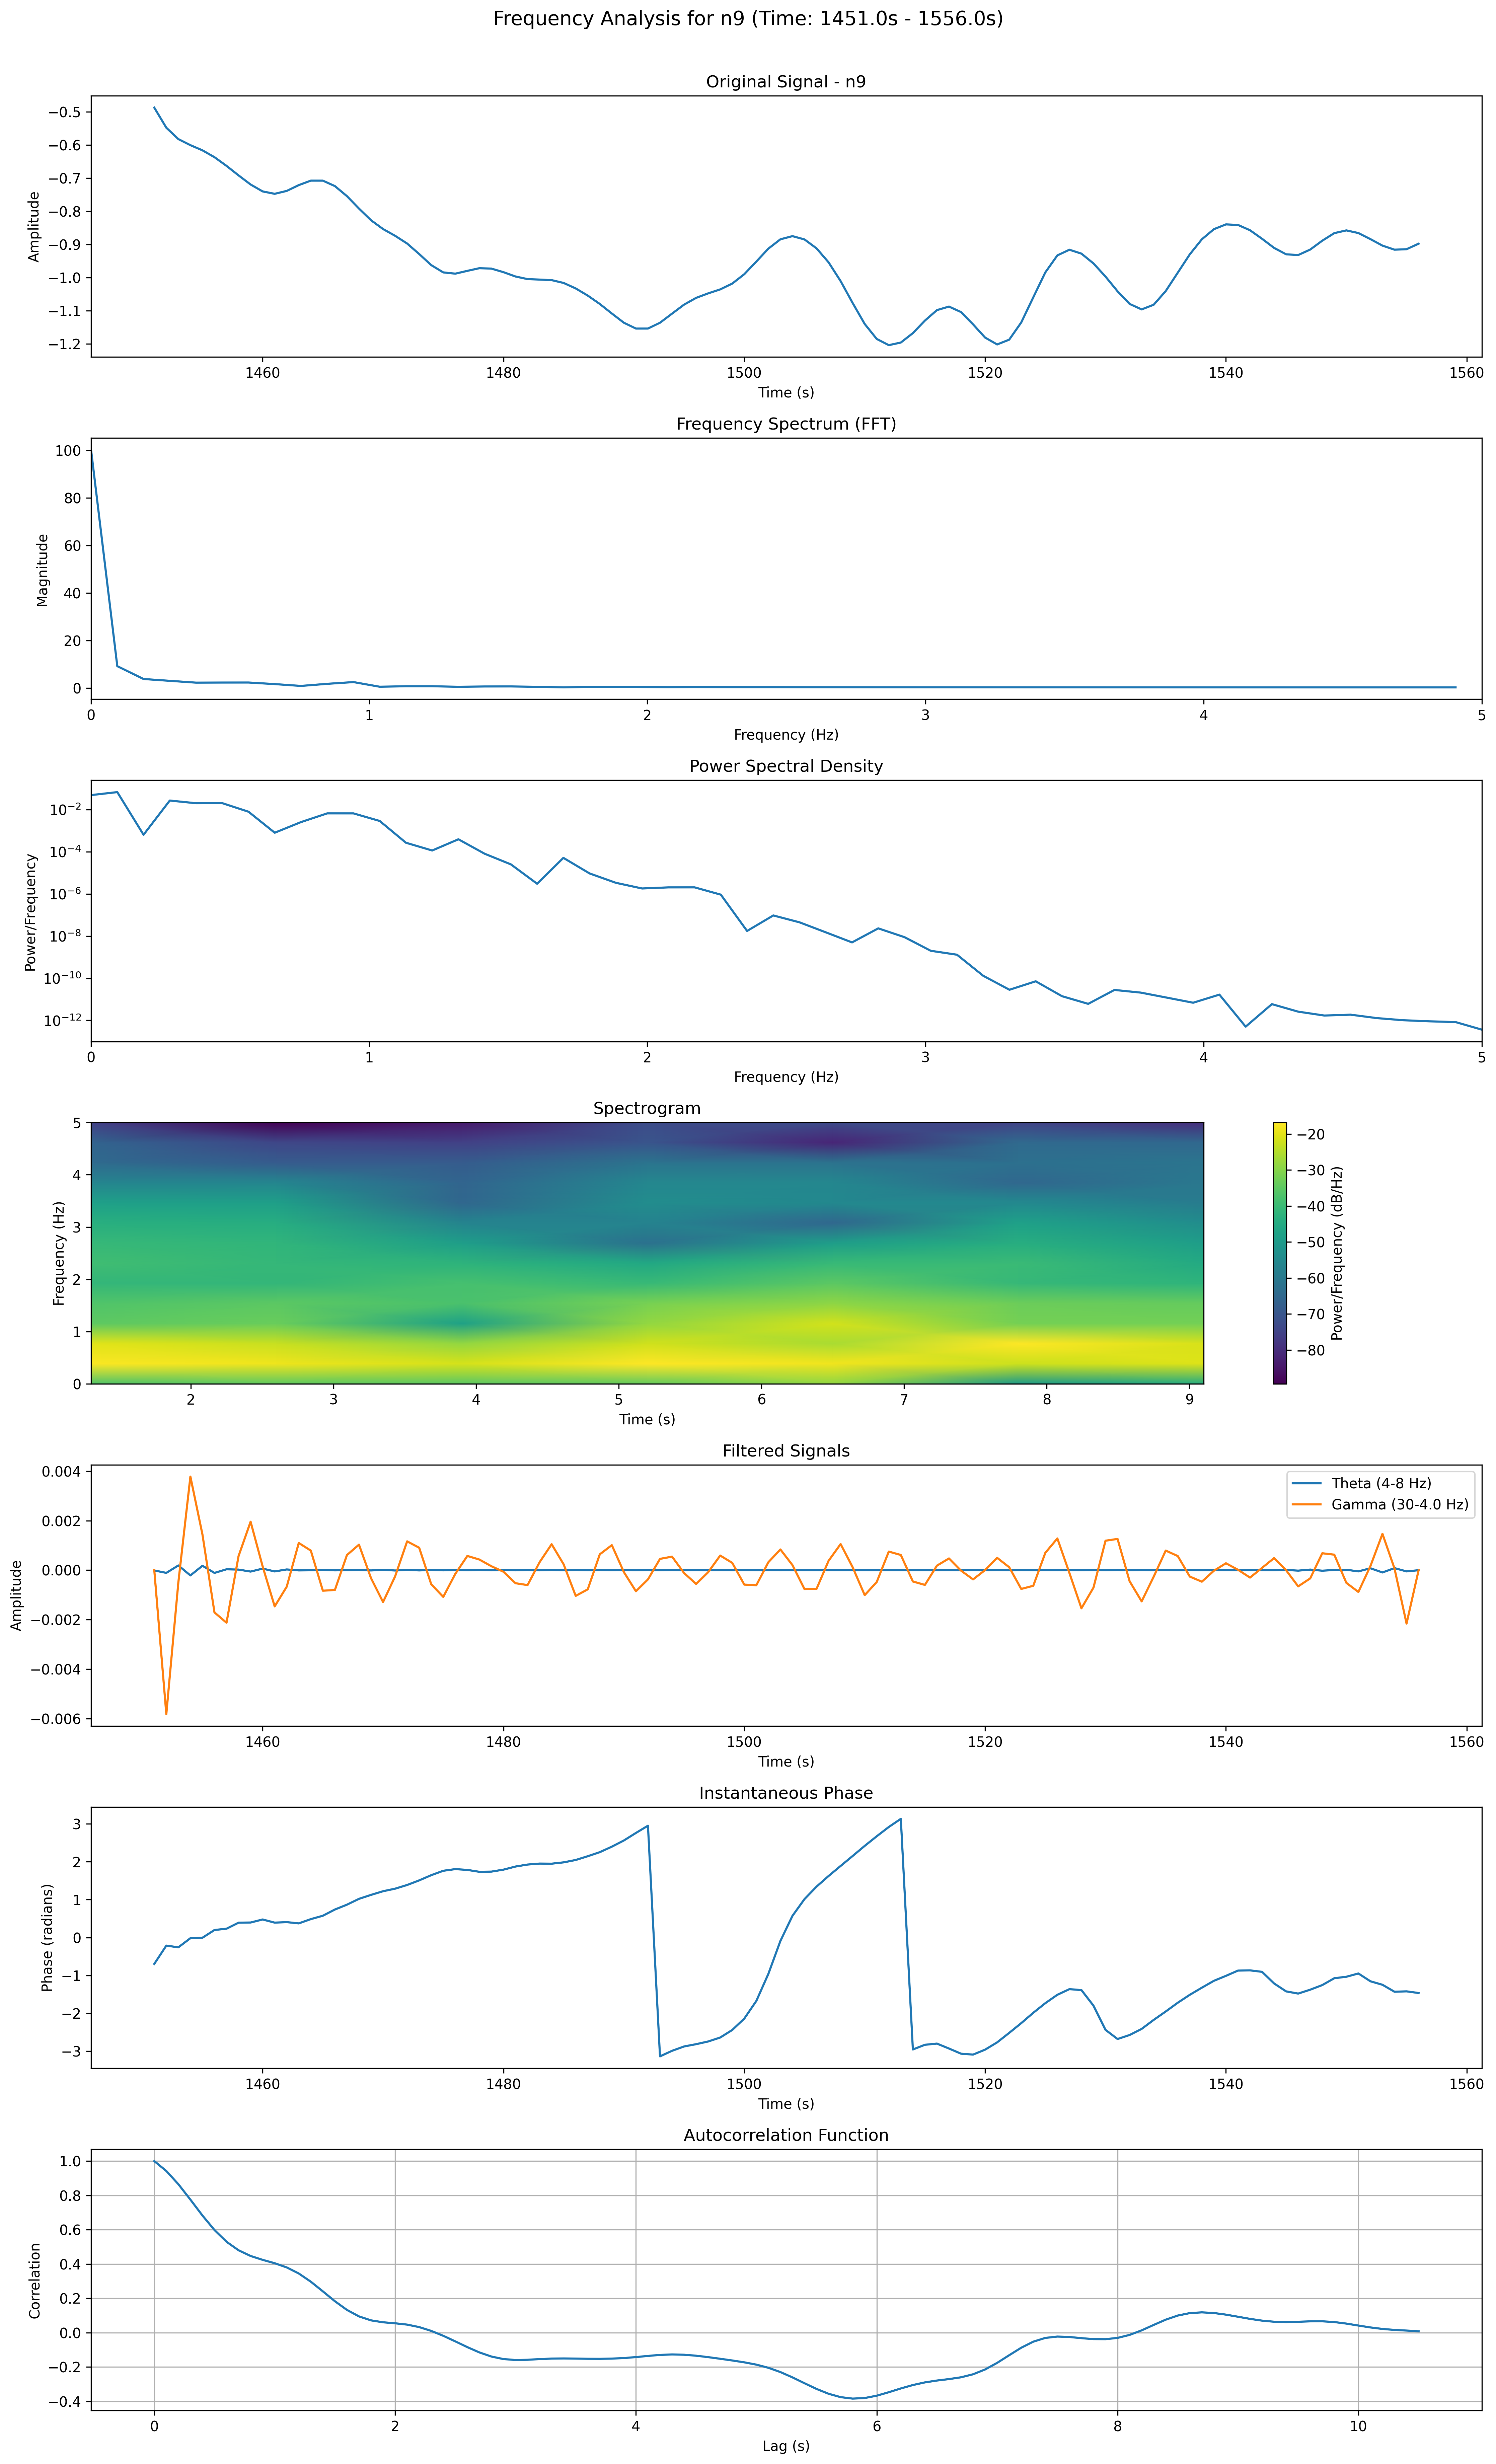 Frequency Analysis for n9 (Time: 1451.0s - 1556.0s)
Original Signal - n9
Amplitude
−0.5
−0.6
−0.7
−0.8
−0.9
−1.0
−1.1
−1.2
1460 1480 1500 1520 1540 1560
Time (s)
Frequency Spectrum (FFT)
Magnitude
100
80
60
40
20
0
0 1 2 3 4 5
Frequency (Hz)
Power Spectral Density
Power/Frequency
10⁻²
10⁻⁴
10⁻⁶
10⁻⁸
10⁻¹⁰
10⁻¹²
0 1 2 3 4 5
Frequency (Hz)
Spectrogram
Frequency (Hz)
5
4
3
2
1
0
2 3 4 5 6 7 8 9
Time (s)
−20
−30
−40
−50
−60
−70
−80
Power/Frequency (dB/Hz)
Filtered Signals
Amplitude
0.004
0.002
0.000
−0.002
−0.004
−0.006
Theta (4-8 Hz)
Gamma (30-4.0 Hz)
1460 1480 1500 1520 1540 1560
Time (s)
Instantaneous Phase
Phase (radians)
3
2
1
0
−1
−2
−3
1460 1480 1500 1520 1540 1560
Time (s)
Autocorrelation Function
Correlation
1.0
0.8
0.6
0.4
0.2
0.0
−0.2
−0.4
0 2 4 6 8 10
Lag (s)